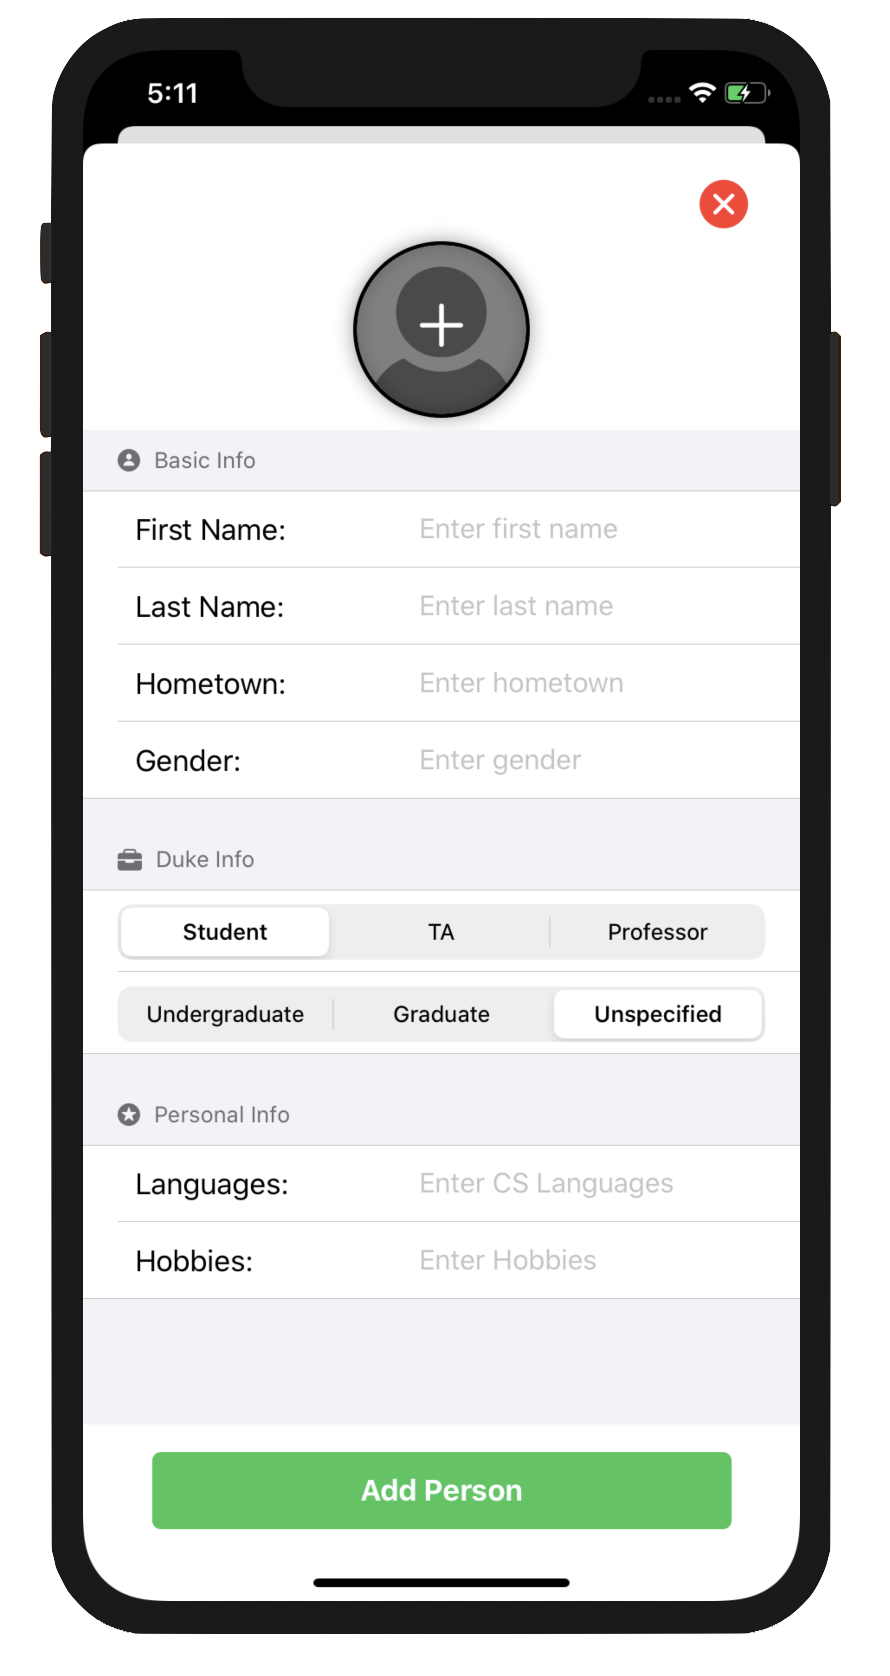 5:11
Basic Info
First Name: Enter first name
Last Name: Enter last name
Hometown: Enter hometown
Gender: Enter gender
Duke Info
Student TA Professor
Undergraduate Graduate Unspecified
Personal Info
Languages: Enter CS Languages
Hobbies: Enter Hobbies
Add Person